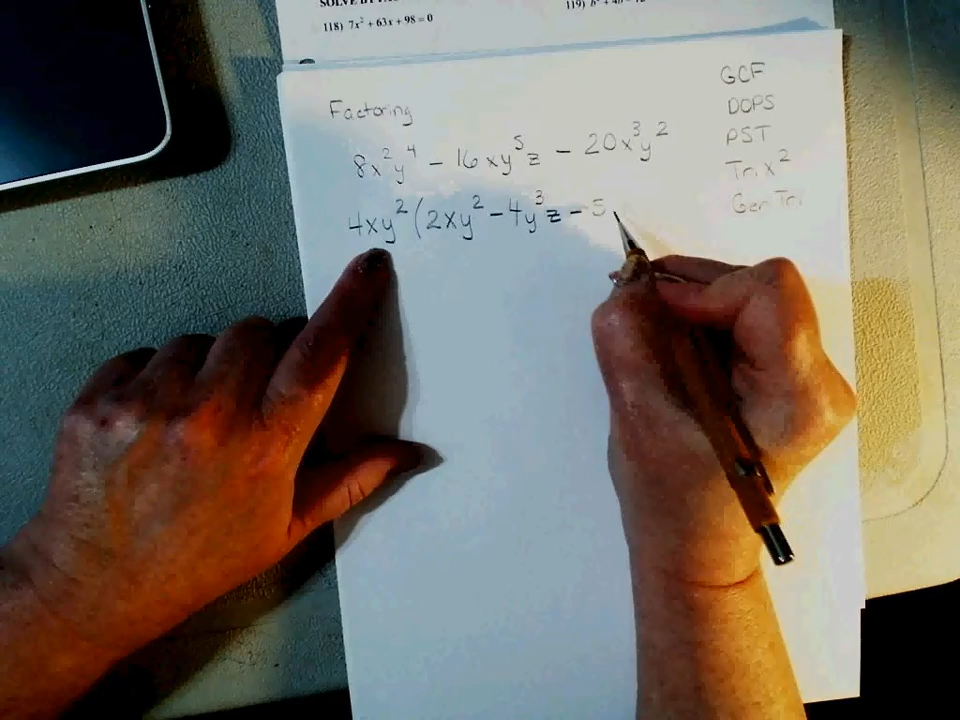 118) 7x² + 63x + 98 = 0
119)
Factoring
8x²y⁴ – 16xy⁵z – 20x³y²
4xy² (2xy² – 4y³z – 5
GCF
DOPS
PST
Tri x²
Gen Tri